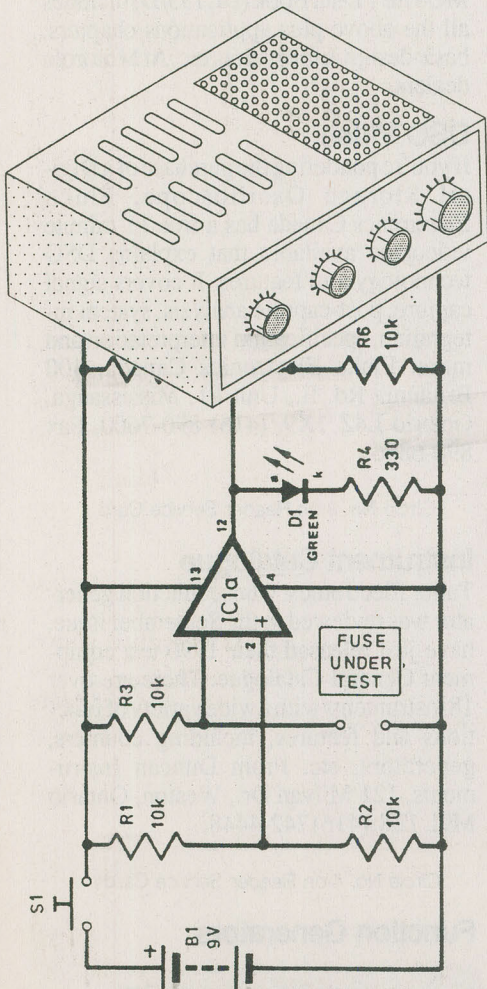 R6
10k
R4
330
D1
GREEN
a
k
12
13
4
IC1a
1
2
−
+
FUSE
UNDER
TEST
R3
10k
R1
10k
R2
10k
S1
+
B1
9V